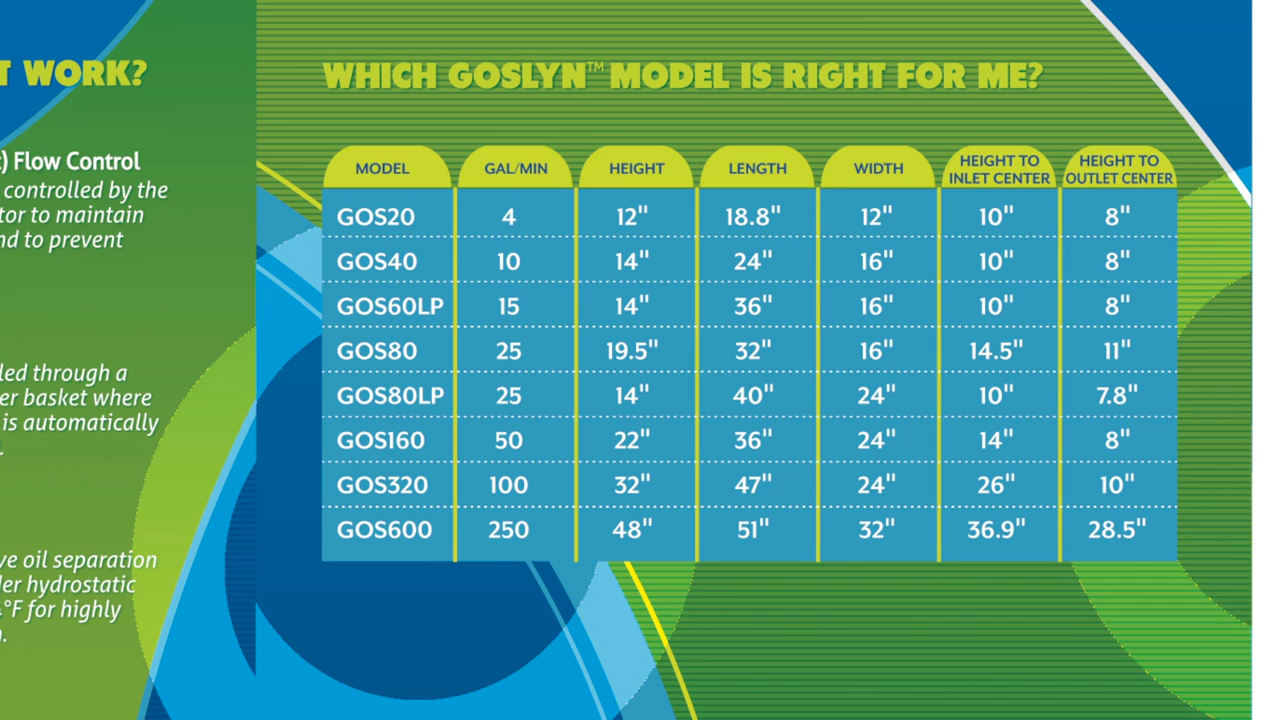 T WORK?
) Flow Control
controlled by the
tor to maintain
nd to prevent
led through a
er basket where
is automatically
.
ve oil separation
er hydrostatic
°F for highly
.
WHICH GOSLYN™ MODEL IS RIGHT FOR ME?
MODEL GAL/MIN HEIGHT LENGTH WIDTH HEIGHT TO INLET CENTER HEIGHT TO OUTLET CENTER
GOS20 4 12" 18.8" 12" 10" 8"
GOS40 10 14" 24" 16" 10" 8"
GOS60LP 15 14" 36" 16" 10" 8"
GOS80 25 19.5" 32" 16" 14.5" 11"
GOS80LP 25 14" 40" 24" 10" 7.8"
GOS160 50 22" 36" 24" 14" 8"
GOS320 100 32" 47" 24" 26" 10"
GOS600 250 48" 51" 32" 36.9" 28.5"